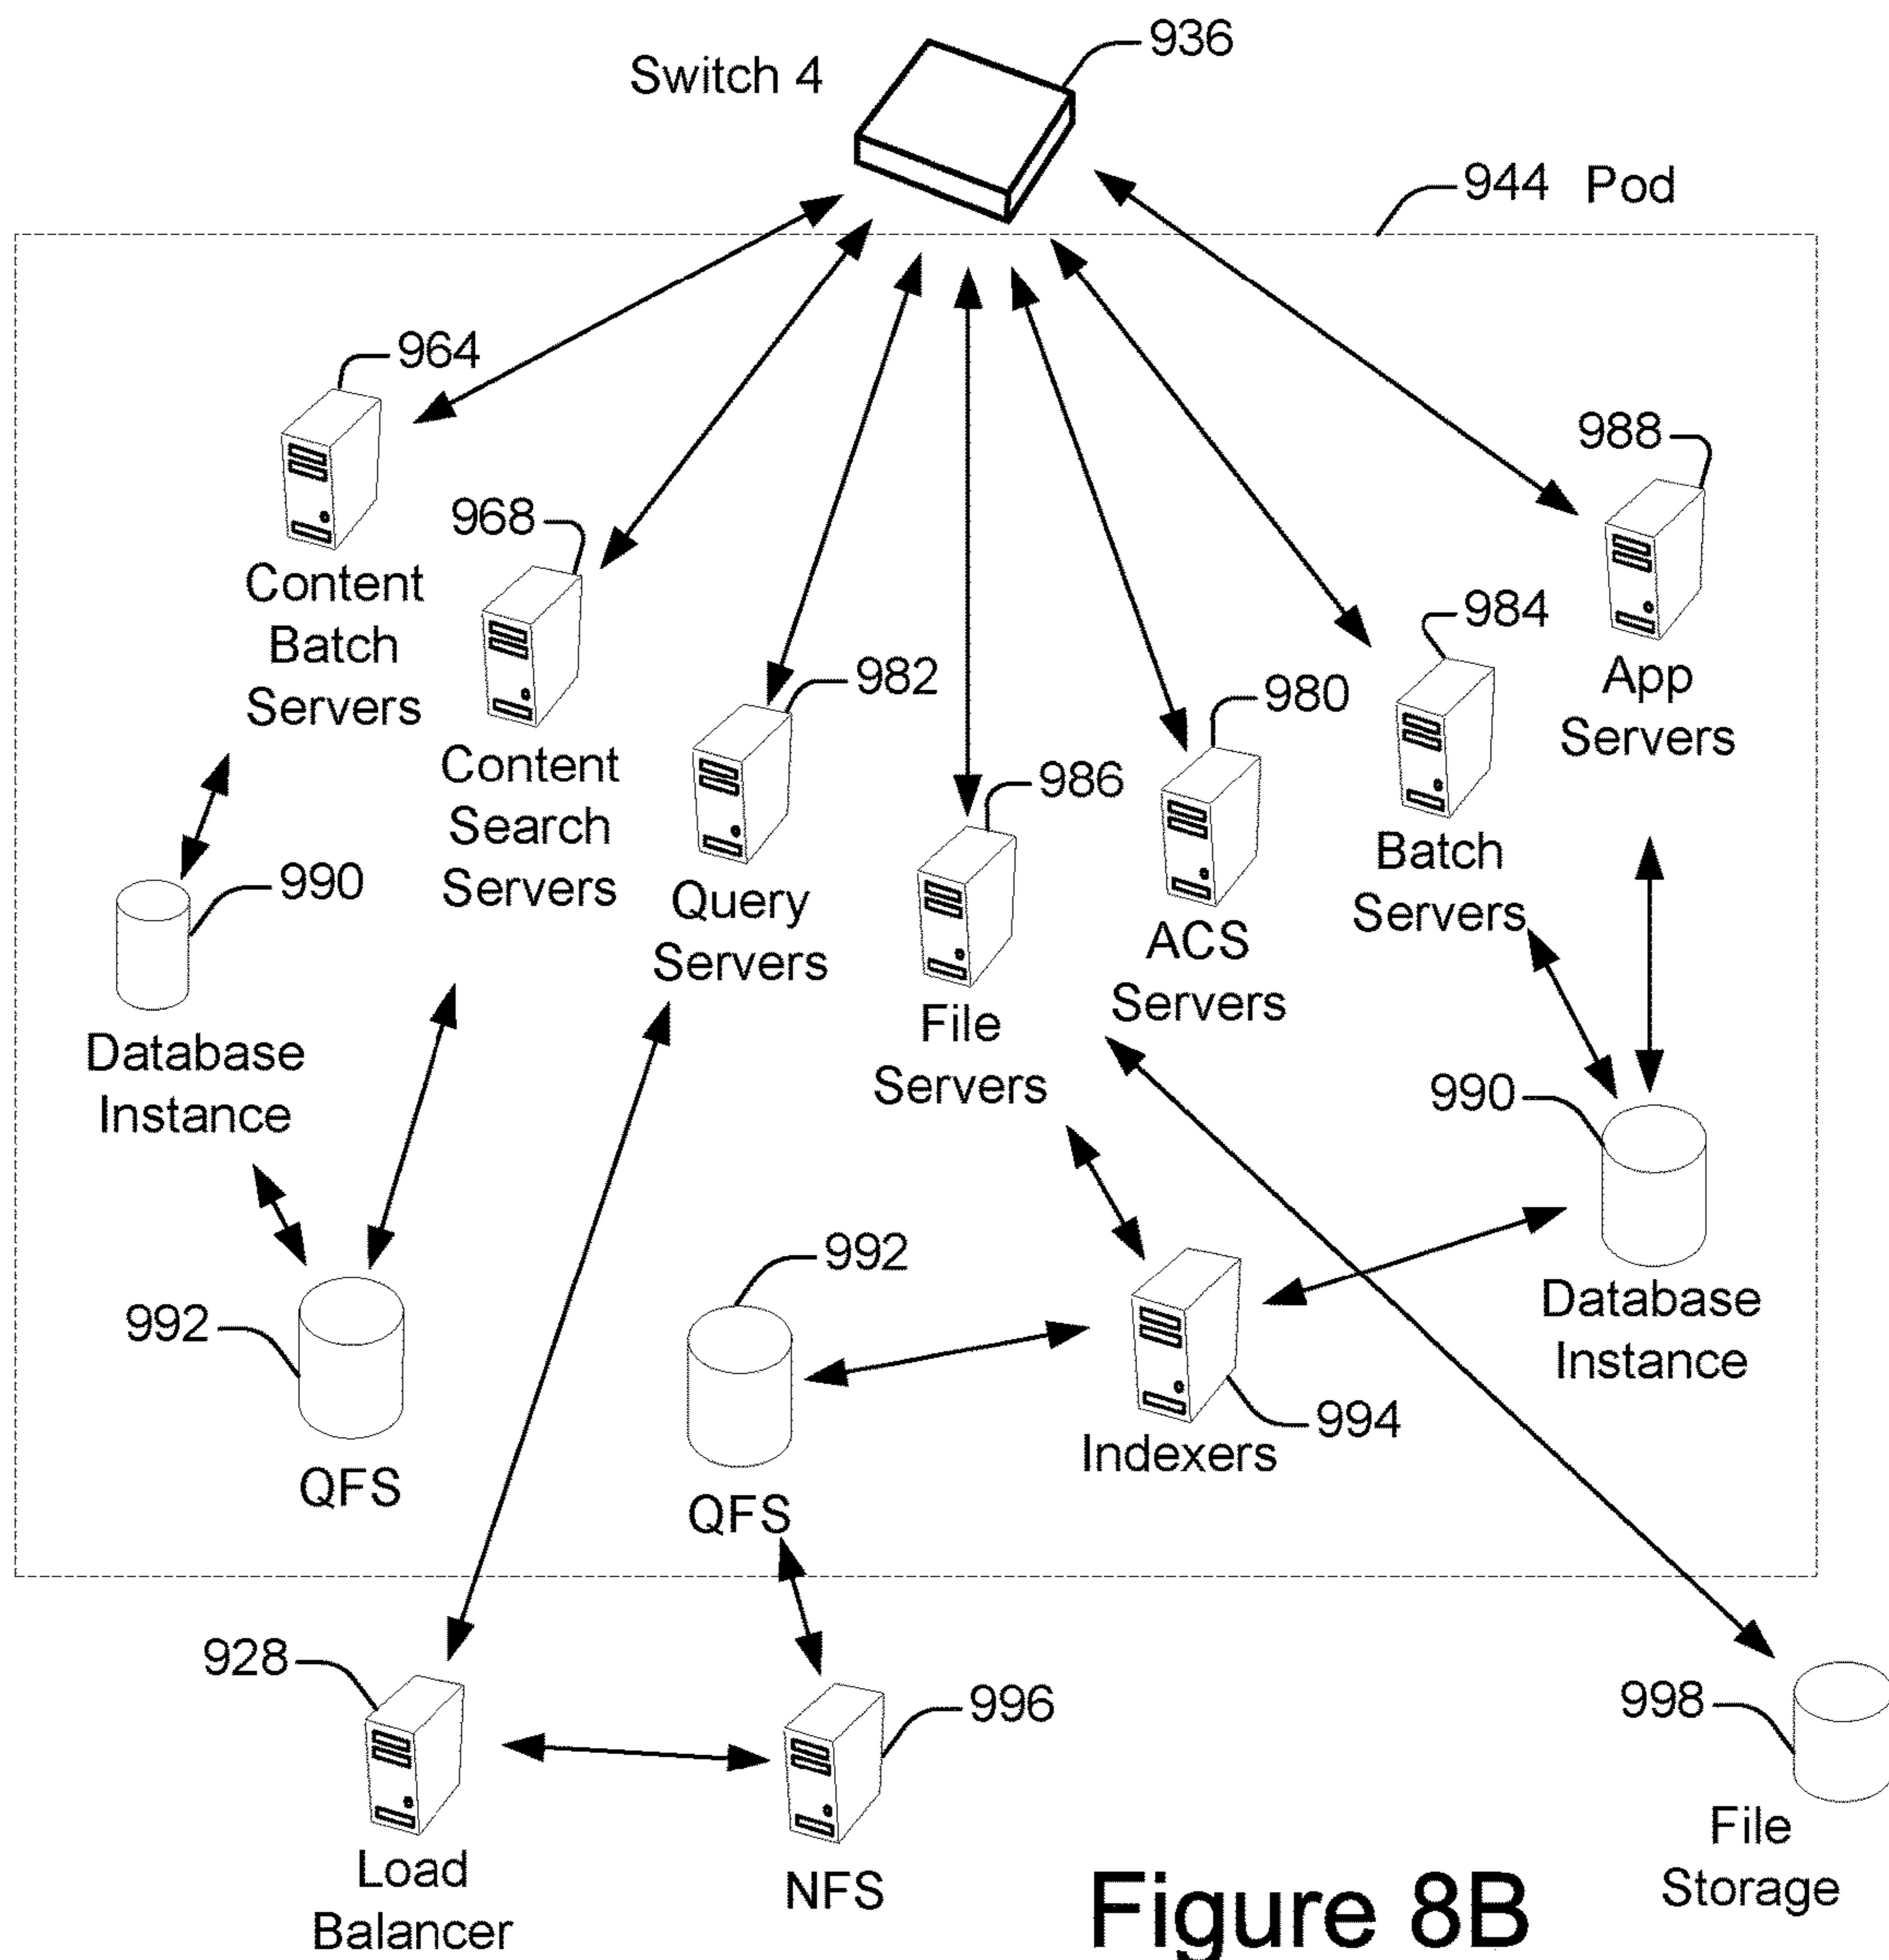 936
Switch 4
944 Pod
964
988
968
Content
Batch
Servers
984
982
980
App
Servers
Content
Search
Servers
986
Batch
Servers
990
Query
Servers
ACS
Servers
File
Servers
Database
Instance
990
992
992
Database
Instance
994
Indexers
QFS
QFS
928
996
998
File
Storage
Load
Balancer
NFS
Figure 8B